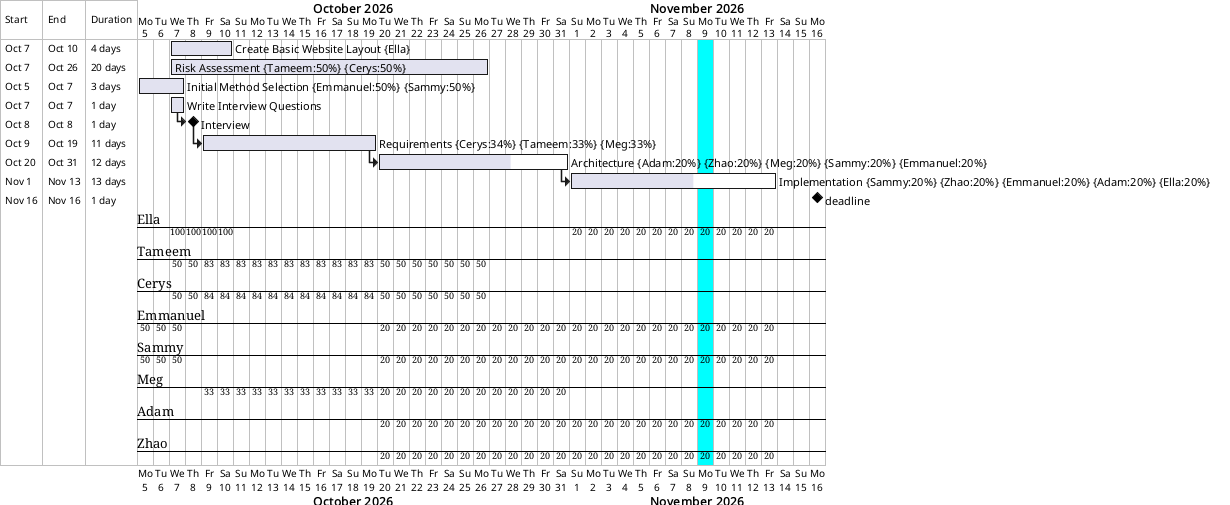 October 2026 November 2026
Start End Duration Mo Tu We Th Fr Sa Su Mo Tu We Th Fr Sa Su Mo Tu We Th Fr Sa Su Mo Tu We Th Fr Sa Su Mo Tu We Th Fr Sa Su Mo Tu We Th Fr Sa Su Mo
5 6 7 8 9 10 11 12 13 14 15 16 17 18 19 20 21 22 23 24 25 26 27 28 29 30 31 1 2 3 4 5 6 7 8 9 10 11 12 13 14 15 16
Oct 7 Oct 10 4 days Create Basic Website Layout {Ella}
Oct 7 Oct 26 20 days Risk Assessment {Tameem:50%} {Cerys:50%}
Oct 5 Oct 7 3 days Initial Method Selection {Emmanuel:50%} {Sammy:50%}
Oct 7 Oct 7 1 day Write Interview Questions
Oct 8 Oct 8 1 day Interview
Oct 9 Oct 19 11 days Requirements {Cerys:34%} {Tameem:33%} {Meg:33%}
Oct 20 Oct 31 12 days Architecture {Adam:20%} {Zhao:20%} {Meg:20%} {Sammy:20%} {Emmanuel:20%}
Nov 1 Nov 13 13 days Implementation {Sammy:20%} {Zhao:20%} {Emmanuel:20%} {Adam:20%} {Ella:20%}
Nov 16 Nov 16 1 day deadline
Ella
100 100 100 100 20 20 20 20 20 20 20 20 20 20 20 20 20
Tameem
50 50 83 83 83 83 83 83 83 83 83 83 83 50 50 50 50 50 50 50
Cerys
50 50 84 84 84 84 84 84 84 84 84 84 84 50 50 50 50 50 50 50
Emmanuel
50 50 50 20 20 20 20 20 20 20 20 20 20 20 20 20 20 20 20 20 20 20 20 20 20 20 20 20
Sammy
50 50 50 20 20 20 20 20 20 20 20 20 20 20 20 20 20 20 20 20 20 20 20 20 20 20 20 20
Meg
33 33 33 33 33 33 33 33 33 33 33 20 20 20 20 20 20 20 20 20 20 20 20
Adam
20 20 20 20 20 20 20 20 20 20 20 20 20 20 20 20 20 20 20 20 20 20 20 20 20
Zhao
20 20 20 20 20 20 20 20 20 20 20 20 20 20 20 20 20 20 20 20 20 20 20 20 20
Mo Tu We Th Fr Sa Su Mo Tu We Th Fr Sa Su Mo Tu We Th Fr Sa Su Mo Tu We Th Fr Sa Su Mo Tu We Th Fr Sa Su Mo Tu We Th Fr Sa Su Mo
5 6 7 8 9 10 11 12 13 14 15 16 17 18 19 20 21 22 23 24 25 26 27 28 29 30 31 1 2 3 4 5 6 7 8 9 10 11 12 13 14 15 16
October 2026 November 2026